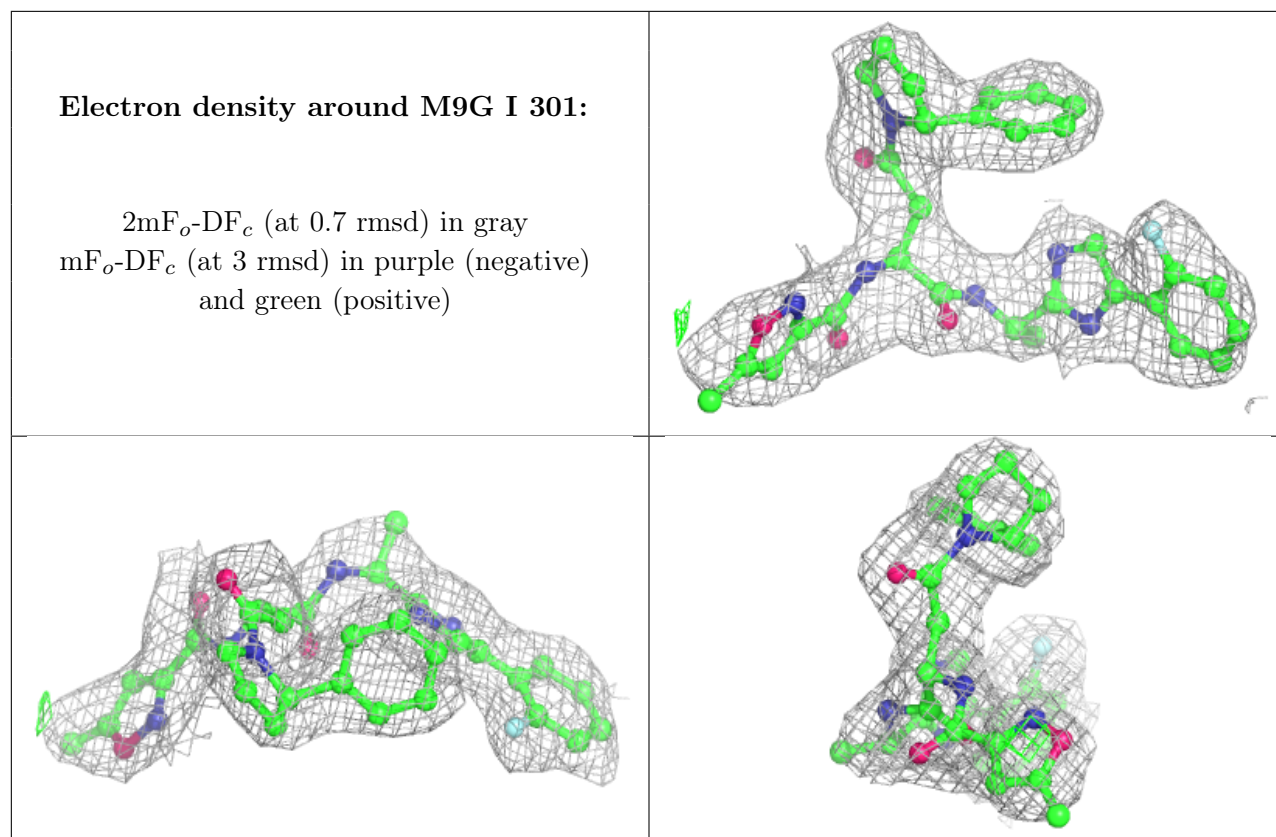 Electron density around M9G I 301:
2mFo-DFc (at 0.7 rmsd) in gray
mFo-DFc (at 3 rmsd) in purple (negative)
and green (positive)